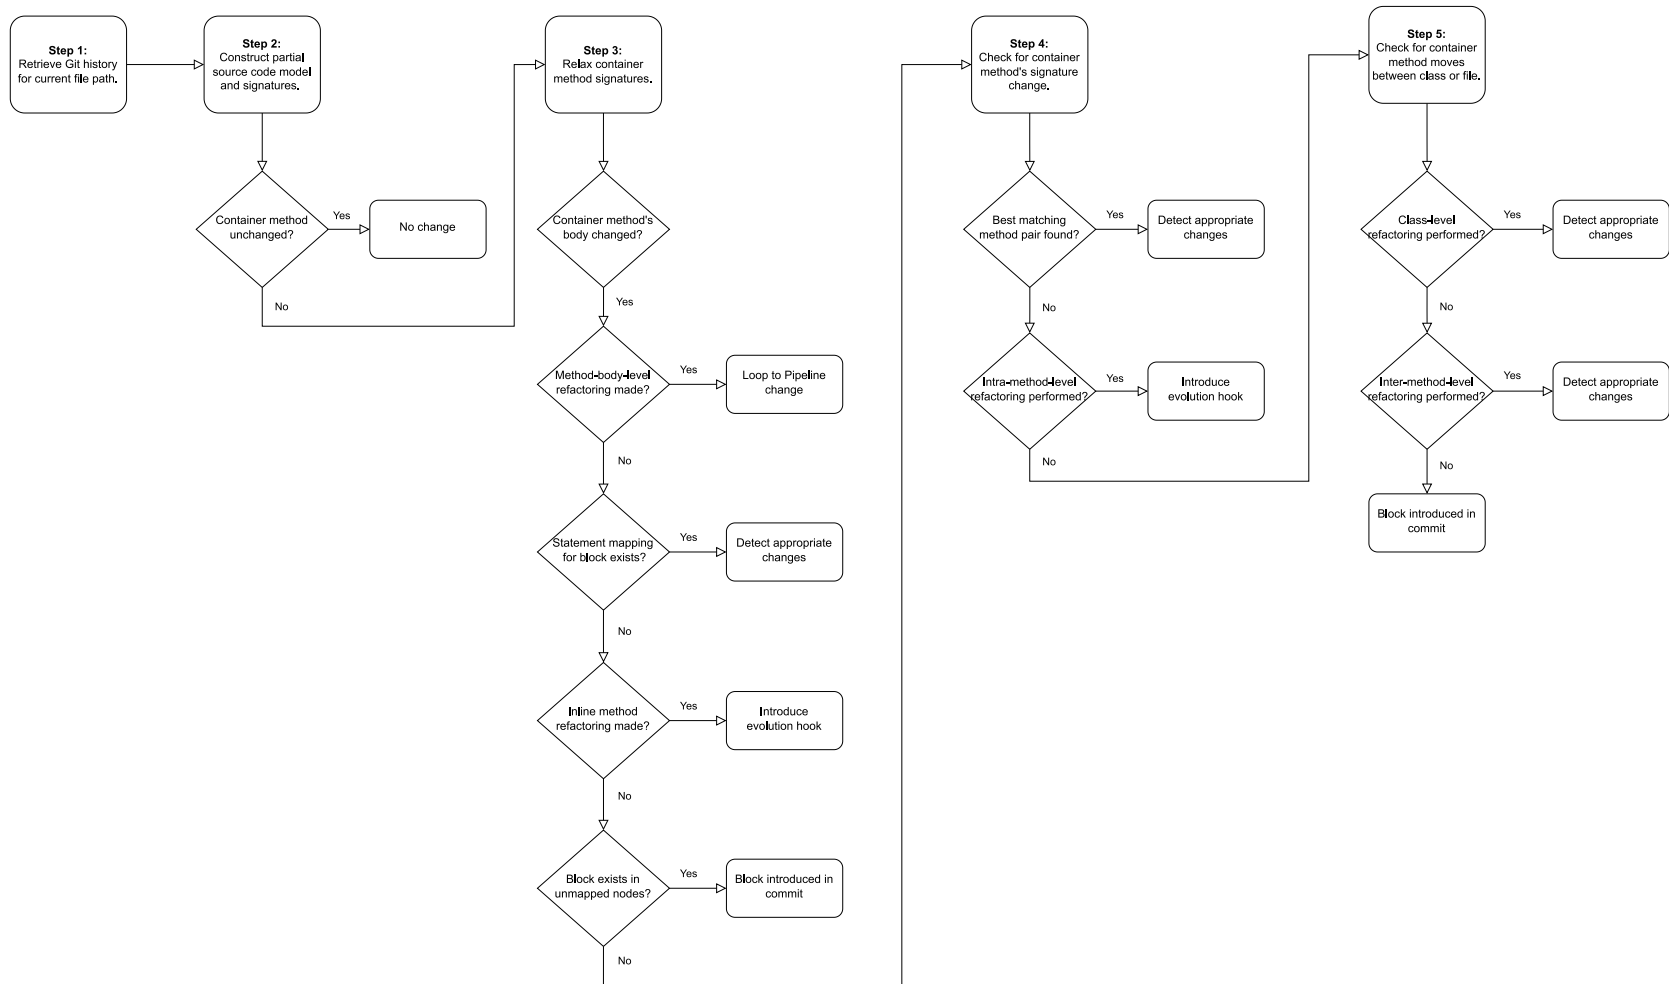 Step 1:
Retrieve Git history
for current file path.
Step 2:
Construct partial
source code model
and signatures.
Container method
unchanged?
Yes
No change
No
Step 3:
Relax container
method signatures.
Container method's
body changed?
Yes
Method-body-level
refactoring made?
Yes
Loop to Pipeline
change
No
Statement mapping
for block exists?
Yes
Detect appropriate
changes
No
Inline method
refactoring made?
Yes
Introduce
evolution hook
No
Block exists in
unmapped nodes?
Yes
Block introduced in
commit
No
Step 4:
Check for container
method's signature
change.
Best matching
method pair found?
Yes
Detect appropriate
changes
No
Intra-method-level
refactoring performed?
Yes
Introduce
evolution hook
No
Step 5:
Check for container
method moves
between class or file.
Class-level
refactoring performed?
Yes
Detect appropriate
changes
No
Inter-method-level
refactoring performed?
Yes
Detect appropriate
changes
No
Block introduced in
commit